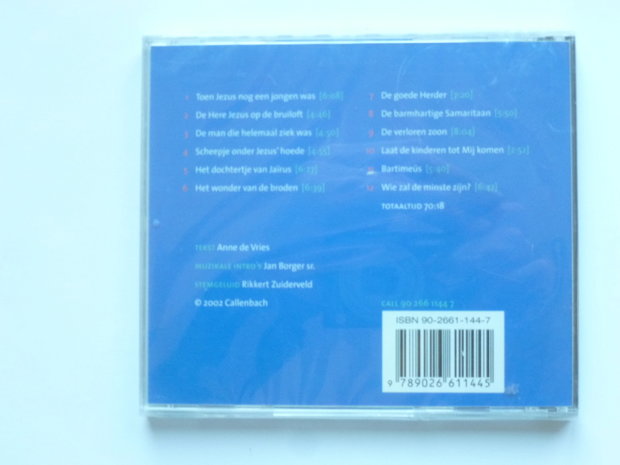 1 Toen Jezus nog een jongen was [6:08]
2 De Here Jezus op de bruiloft [4:46]
3 De man die helemaal ziek was [4:50]
4 Scheepje onder Jezus' hoede [4:55]
5 Het dochtertje van Jaïrus [6:27]
6 Het wonder van de broden [6:39]
7 De goede Herder [7:20]
8 De barmhartige Samaritaan [5:50]
9 De verloren zoon [8:04]
10 Laat de kinderen tot Mij komen [2:52]
11 Bartimeüs [5:40]
12 Wie zal de minste zijn? [6:42]
TOTAALTIJD 70:18
TEKST Anne de Vries
MUZIKALE INTRO'S Jan Borger sr.
STEMGELUID Rikkert Zuiderveld
© 2002 Callenbach
CALL 90 266 1144 7
ISBN 90-2661-144-7
9 789026 611445